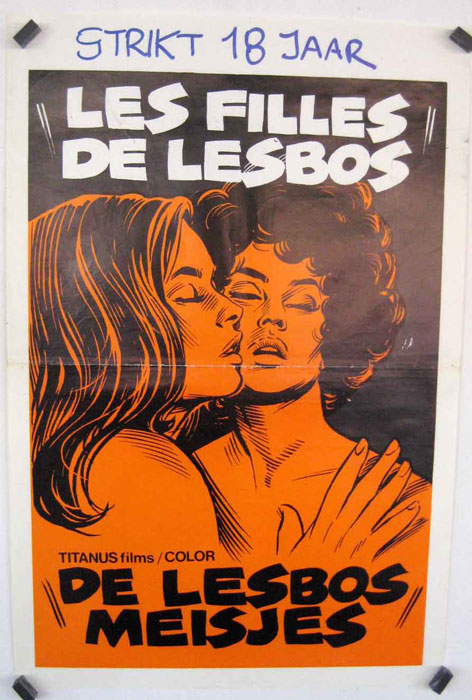 STRIKT 18 JAAR
"LES FILLES
DE LESBOS"
TITANUS films / COLOR
"DE LESBOS
MEISJES"